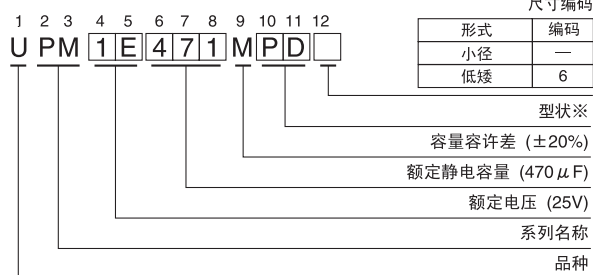 尺寸编码
1 2 3 4 5 6 7 8 9 10 11 12
U P M 1 E 4 7 1 M P D
形式 编码
小径 —
低矮 6
型状※
容量容许差 (±20%)
额定静电容量 (470μF)
额定电压 (25V)
系列名称
品种